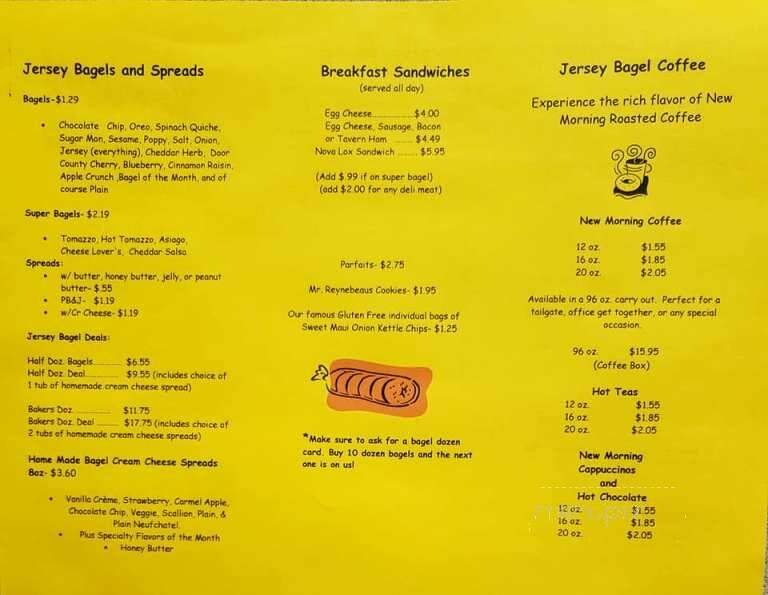 Jersey Bagels and Spreads
Bagels-$1.29
• Chocolate Chip, Oreo, Spinach Quiche,
Sugar Mon, Sesame, Poppy, Salt, Onion,
Jersey (everything), Cheddar Herb, Door
County Cherry, Blueberry, Cinnamon Raisin,
Apple Crunch ,Bagel of the Month, and of
course Plain
Super Bagels- $2.19
• Tomazzo, Hot Tomazzo, Asiago,
Cheese Lover's, Cheddar Salsa
Spreads:
• w/ butter, honey butter, jelly, or peanut
butter- $.55
• PB&J- $1.19
• w/Cr Cheese- $1.19
Jersey Bagel Deals:
Half Doz. Bagels............ $6.55
Half Doz. Deal............ $9.55 (includes choice of
1 tub of homemade cream cheese spread)
Bakers Doz. ............... $11.75
Bakers Doz. Deal ......... $17.75 (includes choice of
2 tubs of homemade cream cheese spreads)
Home Made Bagel Cream Cheese Spreads
8oz- $3.60
• Vanilla Crème, Strawberry, Carmel Apple,
Chocolate Chip, Veggie, Scallion, Plain, &
Plain Neufchatel.
• Plus Specialty Flavors of the Month
• Honey Butter
Breakfast Sandwiches
(served all day)
Egg Cheese..................$4.00
Egg Cheese, Sausage, Bacon
or Tavern Ham ........ $4.49
Nova Lox Sandwich ......... $5.95
(Add $.99 if on super bagel)
(add $2.00 for any deli meat)
Parfaits- $2.75
Mr. Reynebeaus Cookies- $1.95
Our famous Gluten Free individual bags of
Sweet Maui Onion Kettle Chips- $1.25
*Make sure to ask for a bagel dozen
card. Buy 10 dozen bagels and the next
one is on us!
Jersey Bagel Coffee
Experience the rich flavor of New
Morning Roasted Coffee
New Morning Coffee
12 oz. $1.55
16 oz. $1.85
20 oz. $2.05
Available in a 96 oz. carry out. Perfect for a
tailgate, office get together, or any special
occasion.
96 oz. $15.95
(Coffee Box)
Hot Teas
12 oz. $1.55
16 oz. $1.85
20 oz. $2.05
New Morning
Cappuccinos
and
Hot Chocolate
12 oz. $1.55
16 oz. $1.85
20 oz. $2.05